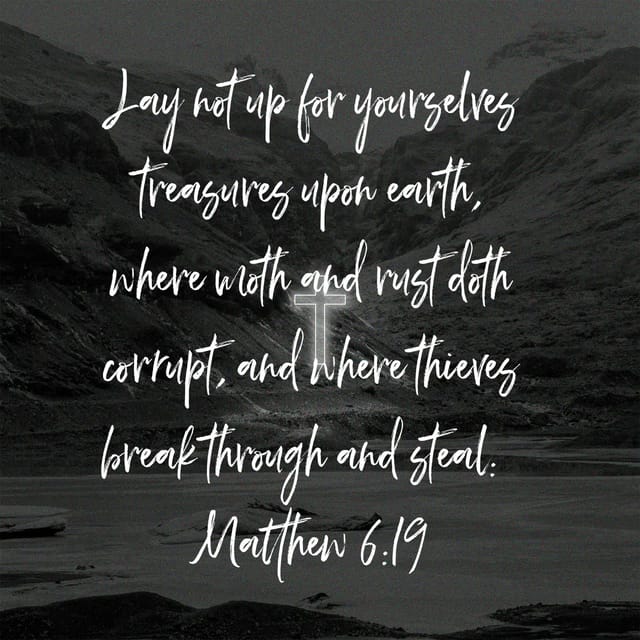 Lay not up for yourselves
treasures upon earth,
where moth and rust doth
corrupt, and where thieves
break through and steal:
Matthew 6:19